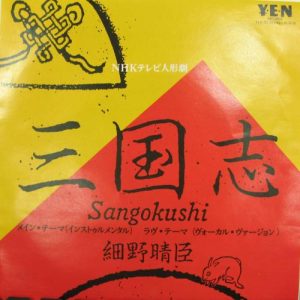 Y·E·N
NHKテレビ人形劇
三国志
Sangokushi
メイン・テーマ(インストゥルメンタル) ラヴ・テーマ(ヴォーカル・ヴァージョン)
細野晴臣